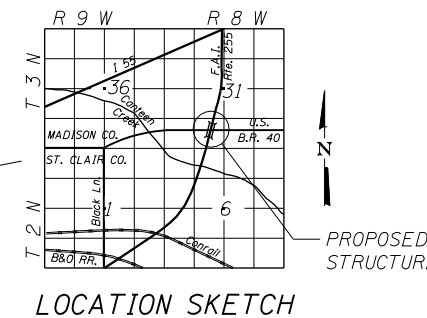 R 9 W R 8 W
T 3 N
I 55
F.A.I.
Rte. 255
36
31
Canteen
Creek
MADISON CO.
U.S.
B.R. 40
ST. CLAIR CO.
N
T 2 N
Black Ln.
1
6
PROPOSED
Conrail
B&O RR.
LOCATION SKETCH